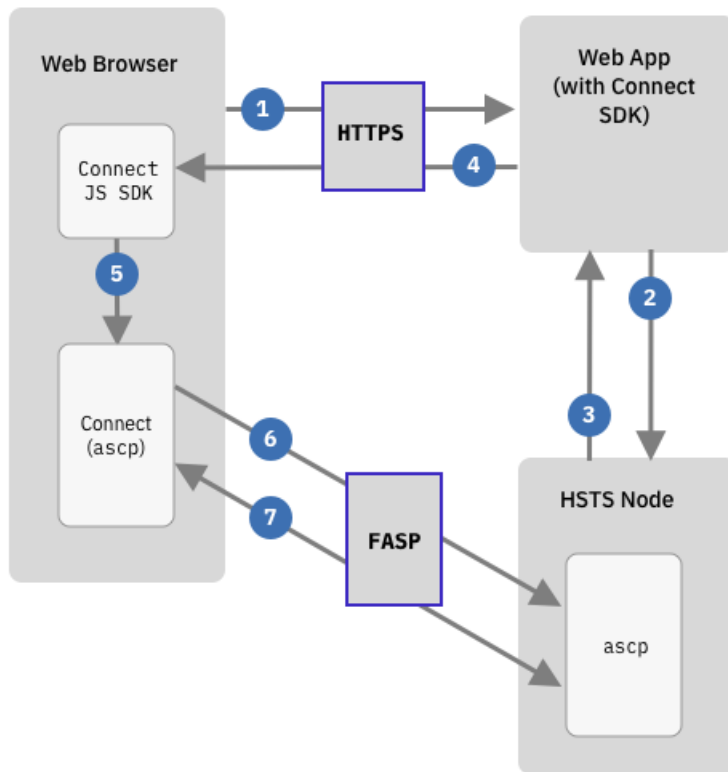 Web Browser
Web App
(with Connect
SDK)
1
HTTPS
4
Connect
JS SDK
5
2
3
Connect
(ascp)
6
7
FASP
HSTS Node
ascp